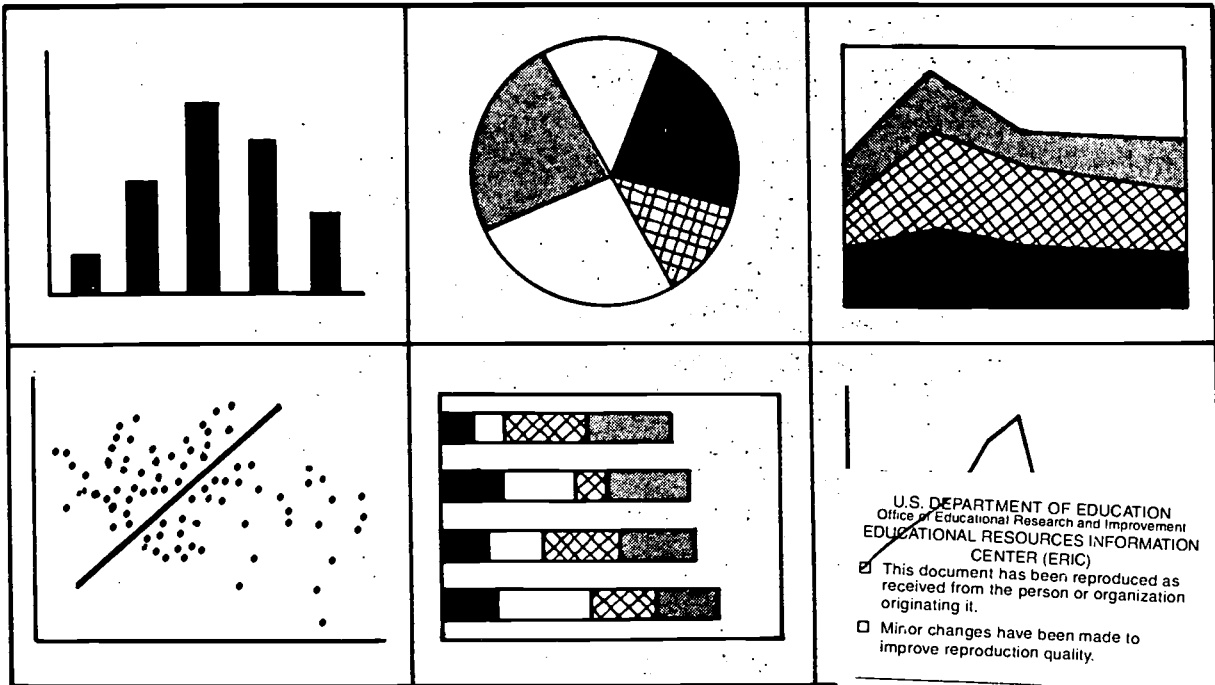 U.S. DEPARTMENT OF EDUCATION
Office of Educational Research and Improvement
EDUCATIONAL RESOURCES INFORMATION
CENTER (ERIC)
This document has been reproduced as
received from the person or organization
originating it.
Minor changes have been made to
improve reproduction quality.